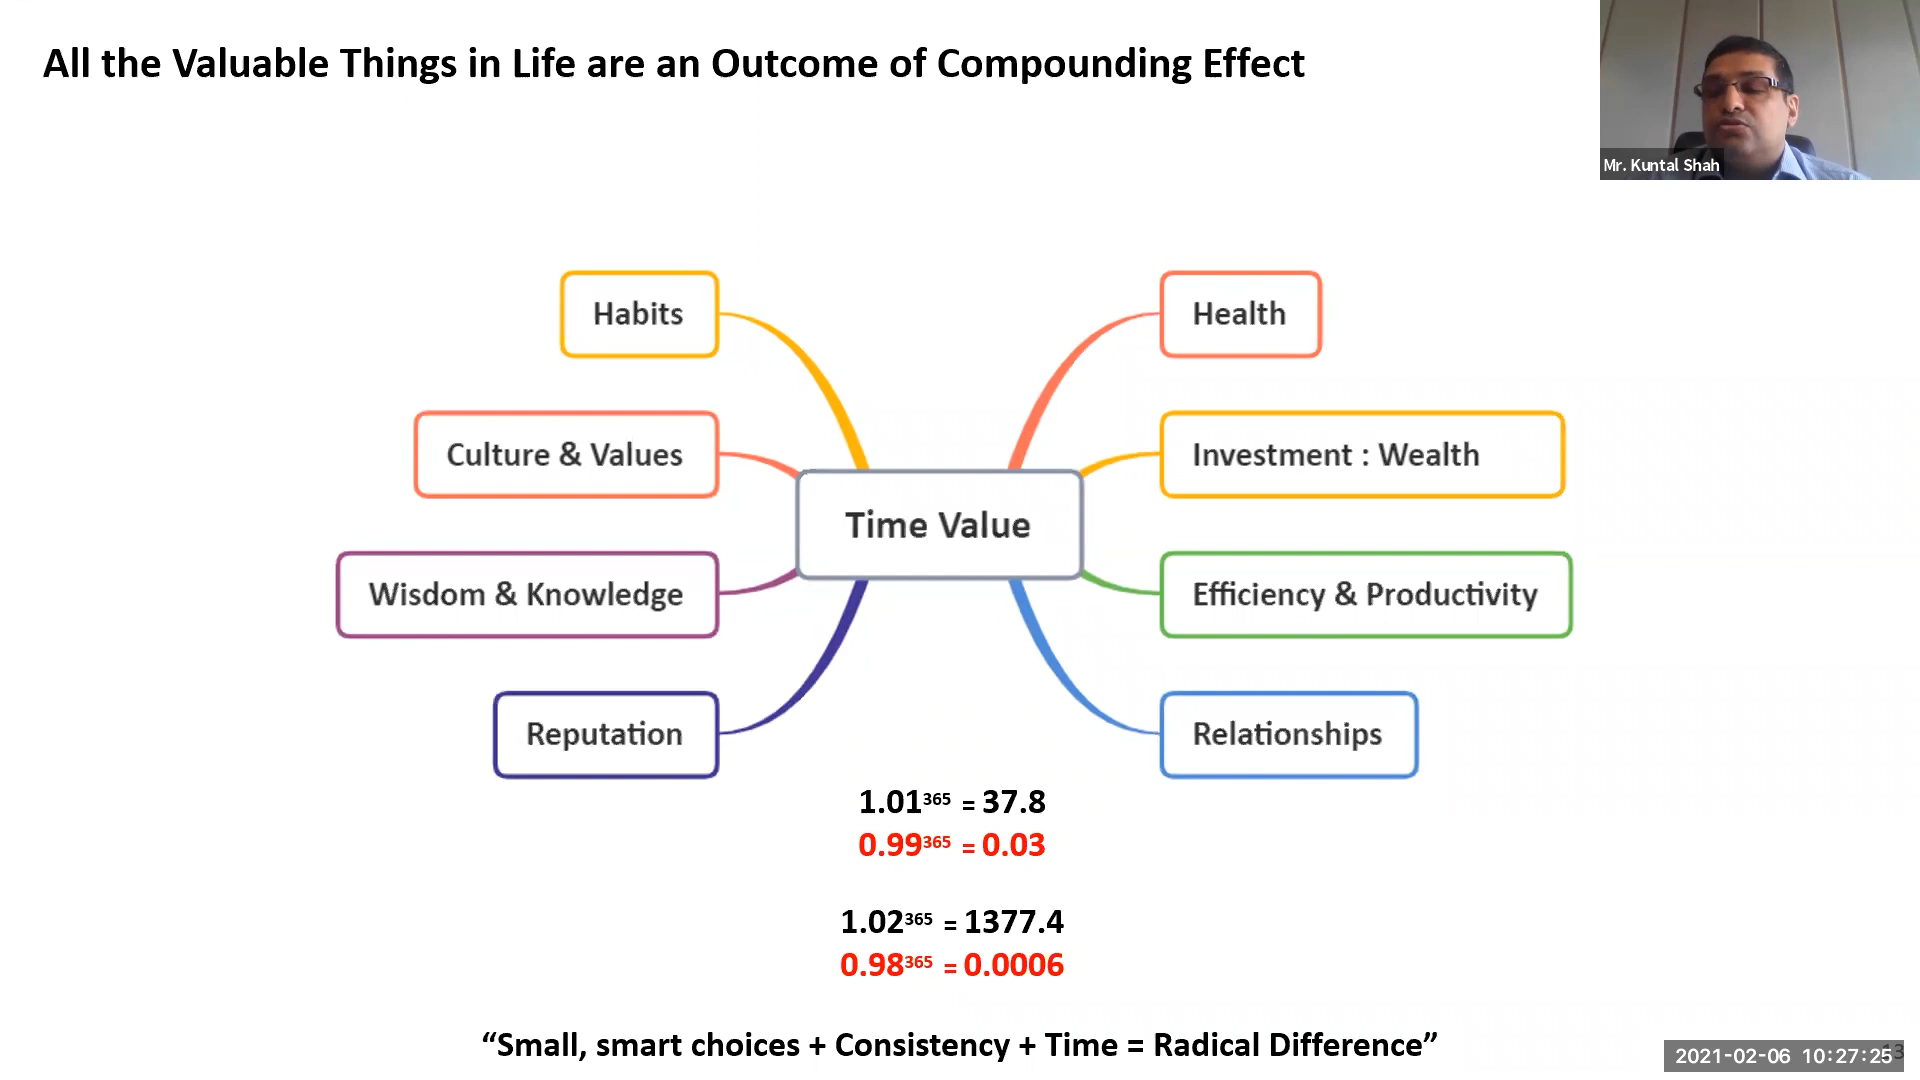 All the Valuable Things in Life are an Outcome of Compounding Effect
Mr. Kuntal Shah
Habits
Culture & Values
Wisdom & Knowledge
Reputation
Time Value
Health
Investment : Wealth
Efficiency & Productivity
Relationships
1.01³⁶⁵ = 37.8
0.99³⁶⁵ = 0.03
1.02³⁶⁵ = 1377.4
0.98³⁶⁵ = 0.0006
“Small, smart choices + Consistency + Time = Radical Difference”
2021-02-06 10:27:25
13